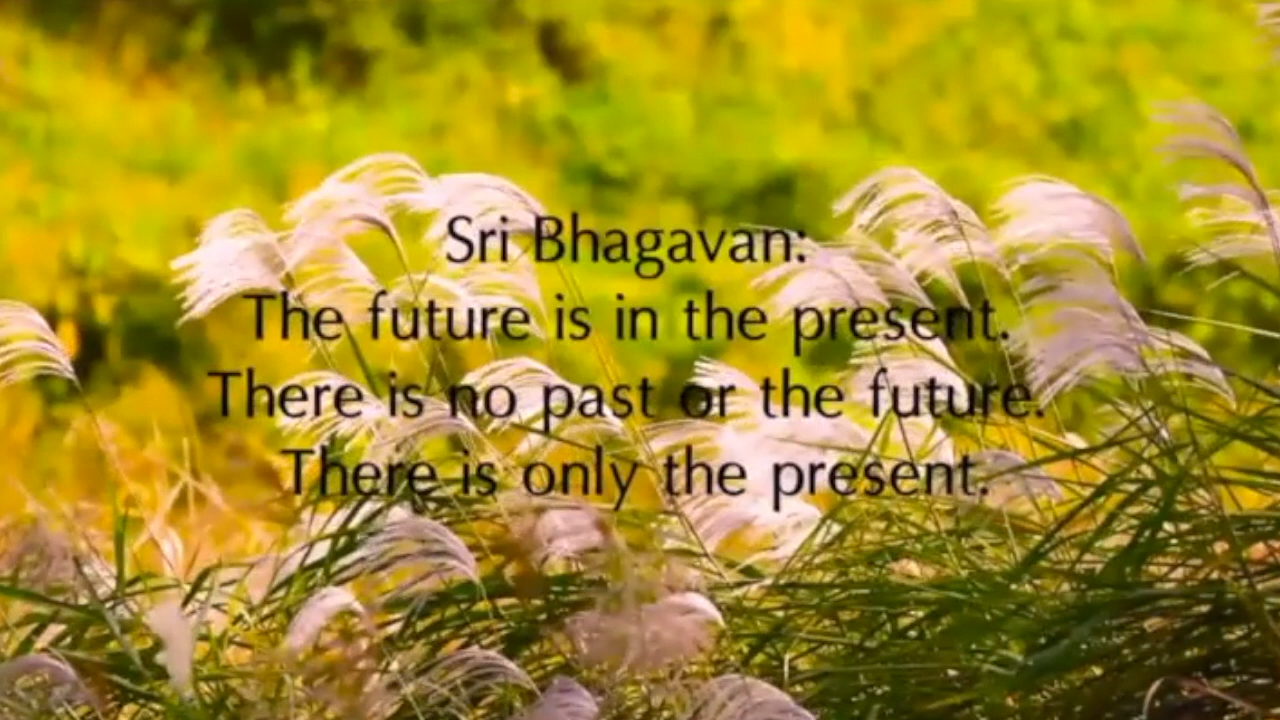 Sri Bhagavan:
The future is in the present.
There is no past or the future.
There is only the present.